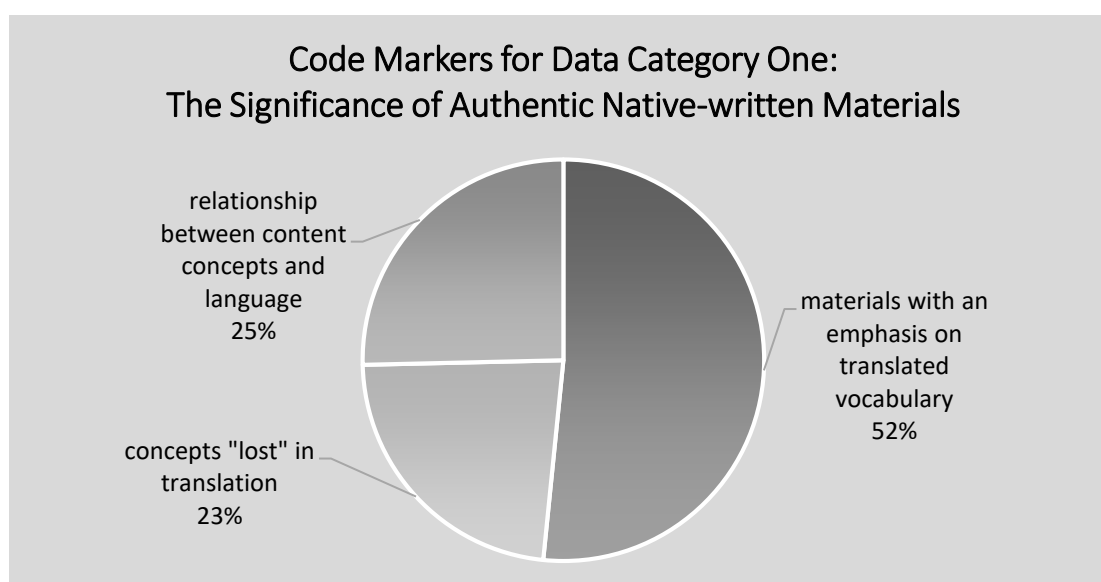 Code Markers for Data Category One:
The Significance of Authentic Native-written Materials
relationship
between content
concepts and
language
25%
materials with an
emphasis on
translated
vocabulary
52%
concepts "lost" in
translation
23%